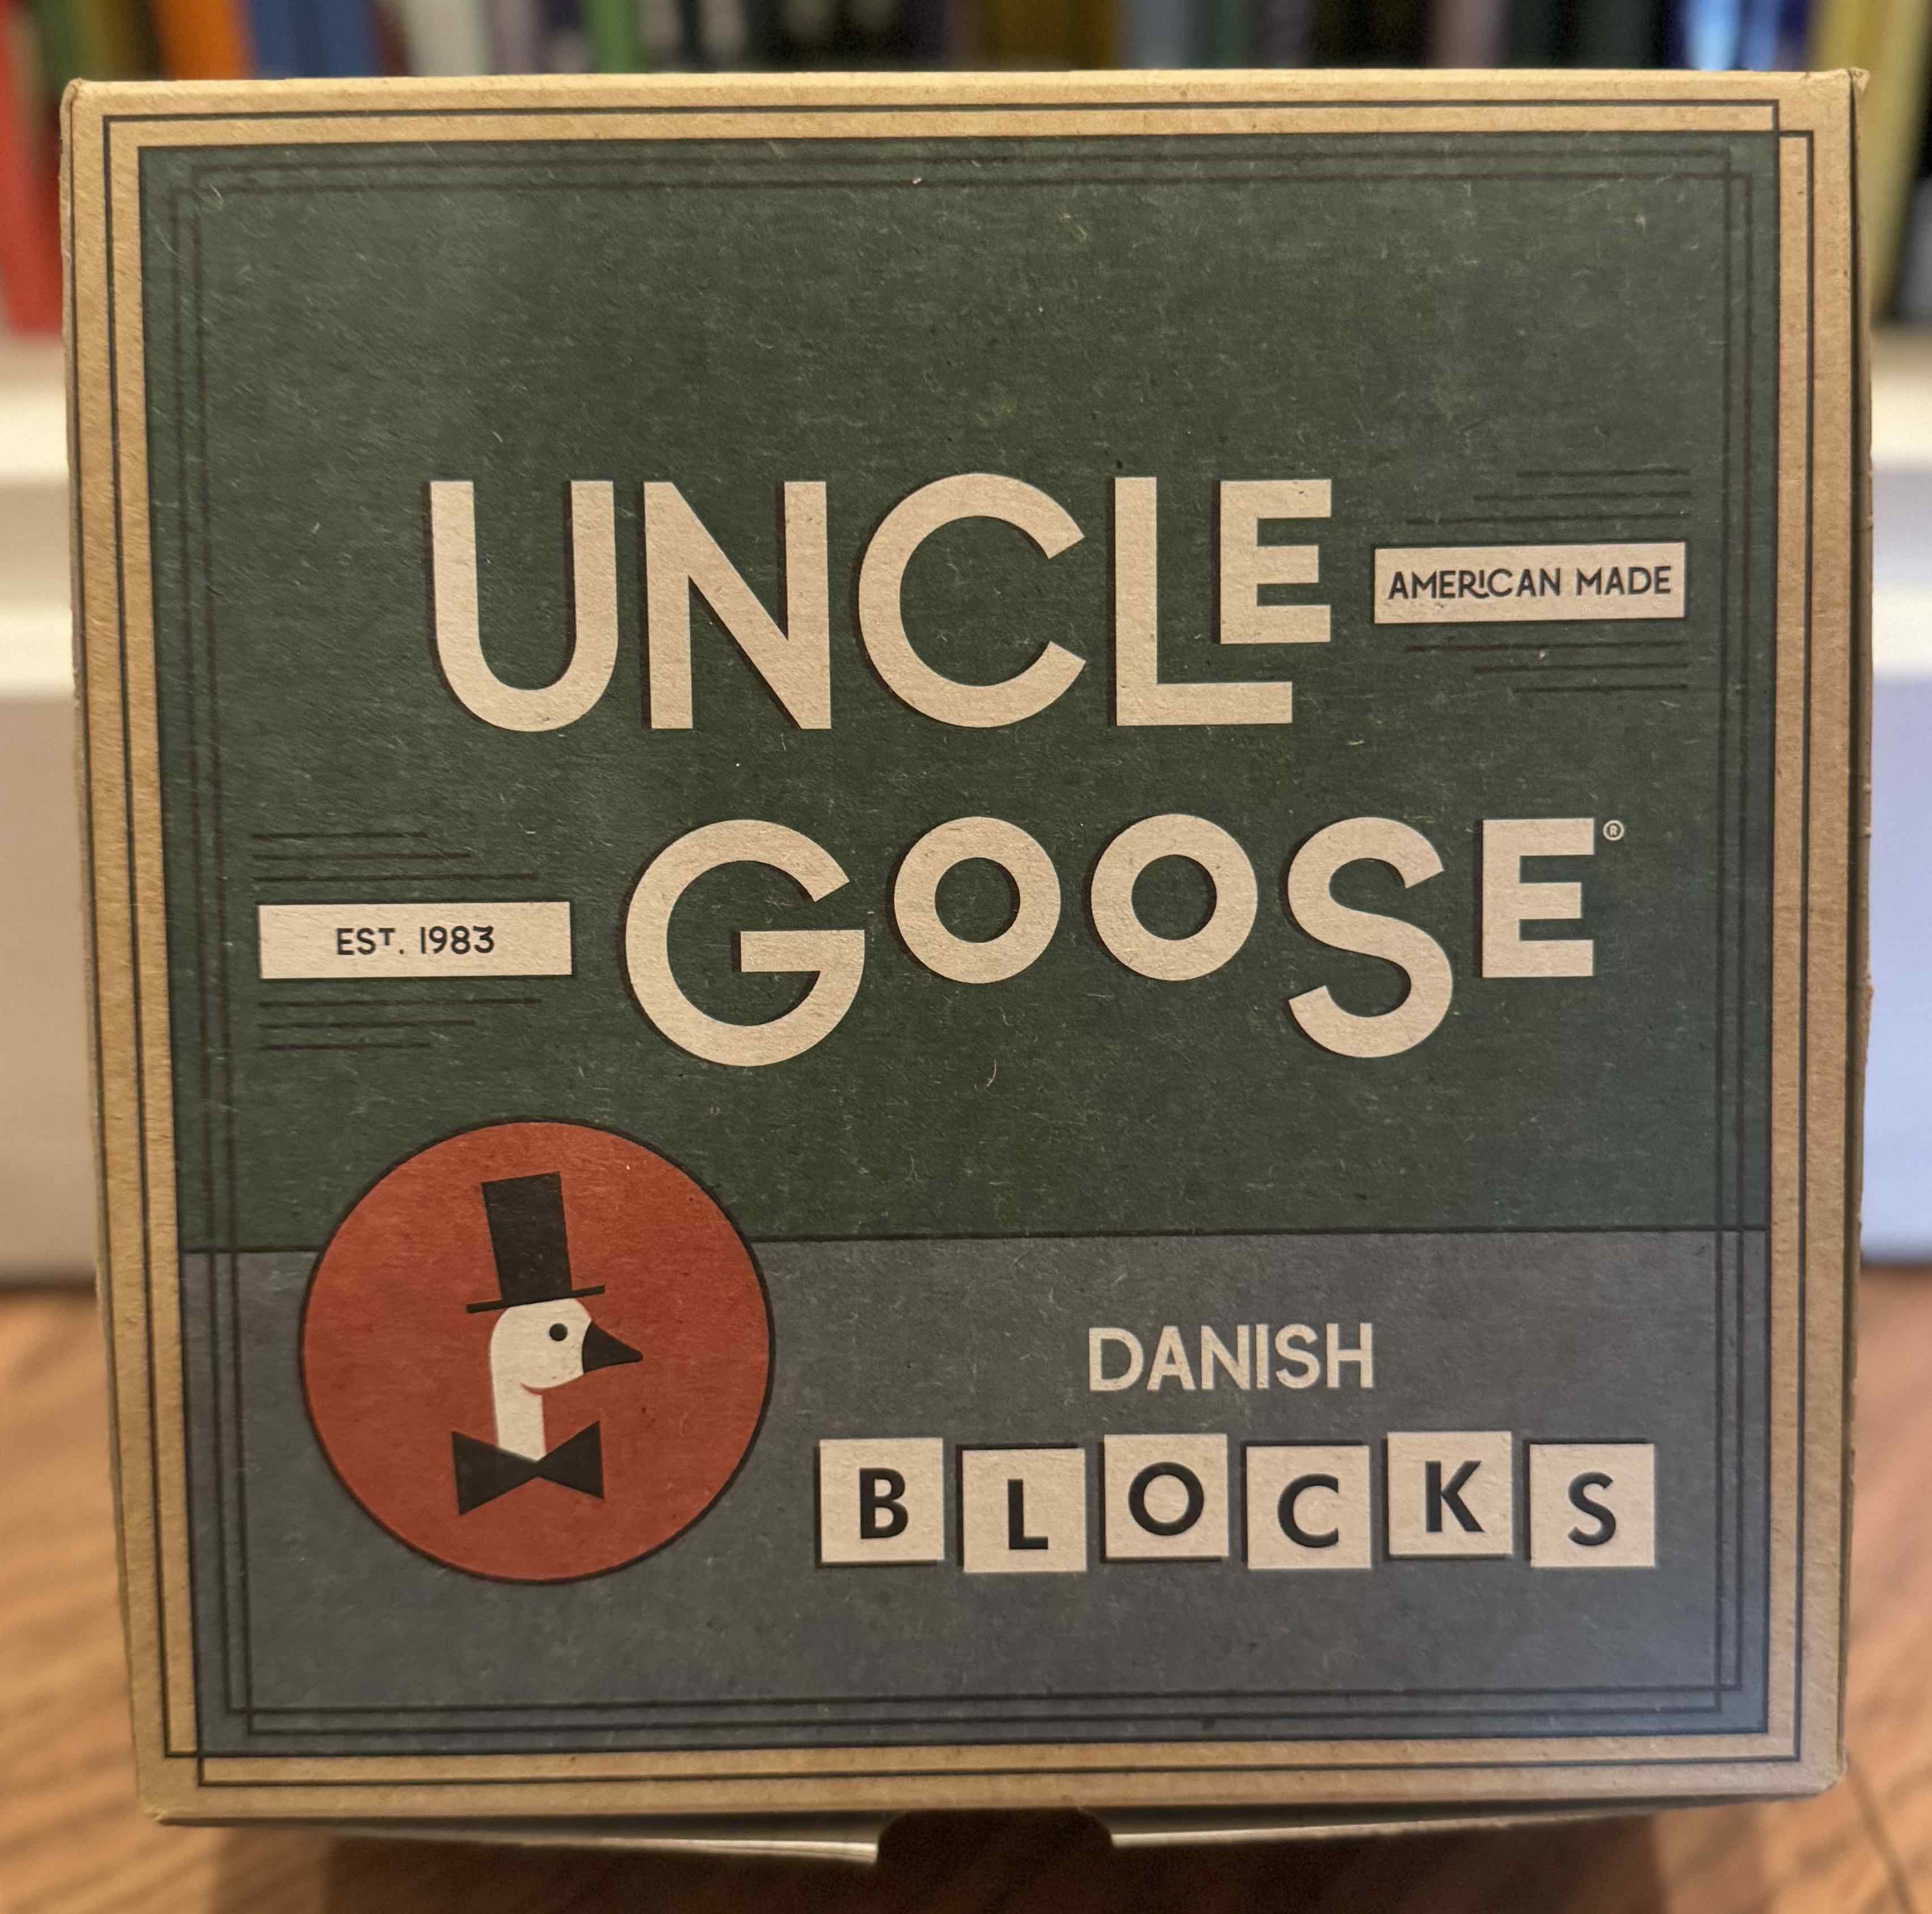 UNCLE
AMERICAN MADE
EST. 1983
GOOSE®
DANISH
BLOCKS